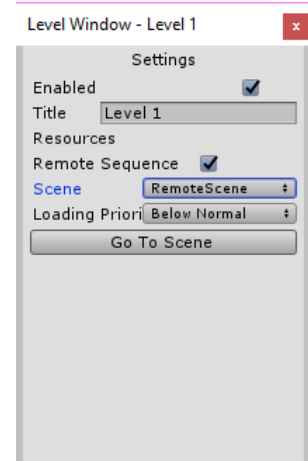 Level Window - Level 1 x
Settings
Enabled
Title Level 1
Resources
Remote Sequence
Scene RemoteScene
Loading Priori Below Normal
Go To Scene